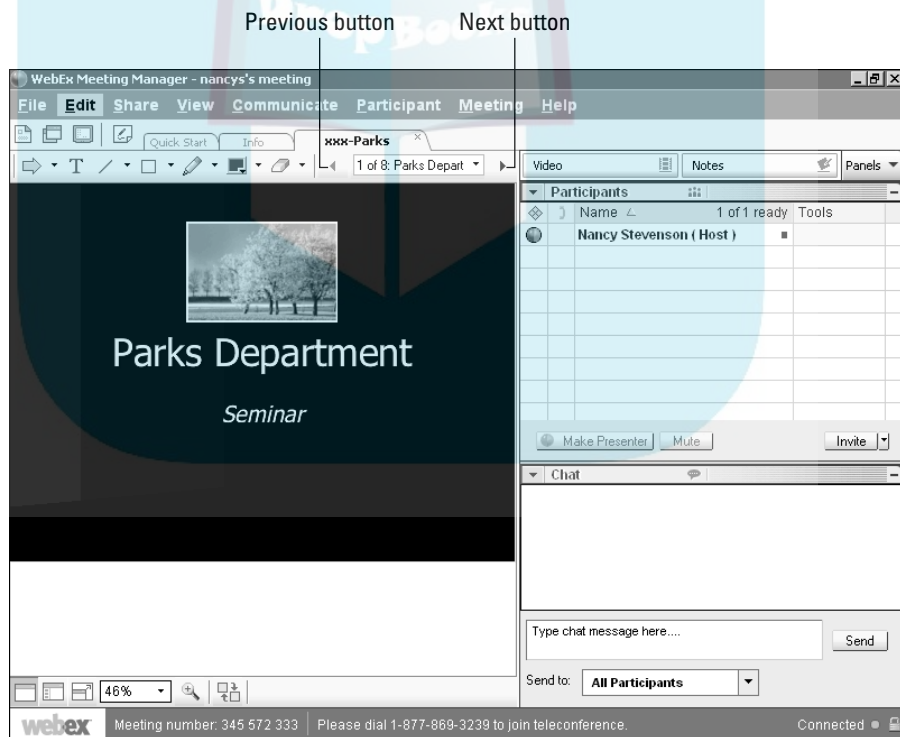 Drop Books
Previous button Next button
WebEx Meeting Manager - nancys's meeting
File Edit Share View Communicate Participant Meeting Help
Quick Start Info xxx-Parks
T 1 of 8: Parks Depart
Video Notes Panels
Participants
Name 1 of 1 ready Tools
Nancy Stevenson ( Host )
Parks Department
Seminar
Make Presenter Mute Invite
Chat
Type chat message here....
Send
Send to: All Participants
46%
webex Meeting number: 345 572 333 Please dial 1-877-869-3239 to join teleconference. Connected